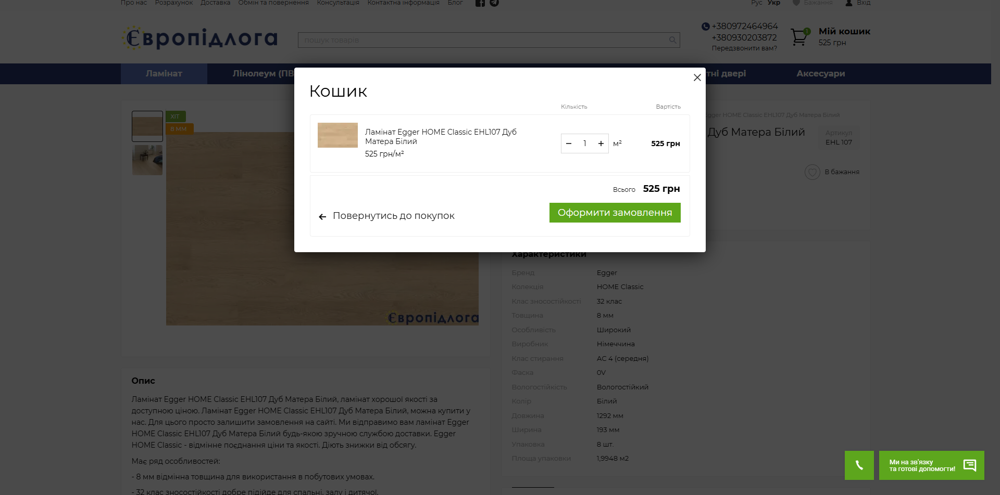 Про нас Розрахунок Доставка Обмін та повернення Консультація Контактна інформація Блог
Рус Укр Бажання Вхід
Європідлога
пошук товарів
+380972464964
+380930203872
Передзвонити вам?
1
Мій кошик
525 грн
Ламінат Лінолеум (ПВ тні двері Аксесуари
Кошик
Кількість Вартість
Ламінат Egger HOME Classic EHL107 Дуб
Матера Білий
525 грн/м²
1 м² 525 грн
Всього 525 грн
Повернутись до покупок
Оформити замовлення
ХІТ
8 ММ
Європідлога
Egger HOME Classic EHL107 Дуб Матера Білий
Дуб Матера Білий
Артикул
EHL 107
В бажання
Характеристики
Бренд Egger
Колекція HOME Classic
Клас зносостійкості 32 клас
Товщина 8 мм
Особливість Широкий
Виробник Німеччина
Клас стирання АС 4 (середня)
Фаска 0V
Вологостійкість Вологостійкий
Колір Білий
Довжина 1292 мм
Ширина 193 мм
Упаковка 8 шт.
Площа упаковки 1,9948 м2
Опис
Ламінат Egger HOME Classic EHL107 Дуб Матера Білий, ламінат хорошої якості за
доступною ціною. Ламінат Egger HOME Classic EHL107 Дуб Матера Білий, можна купити у
нас. Для цього просто залишити замовлення на сайті. Ми відправимо вам ламінат Egger
HOME Classic EHL107 Дуб Матера Білий будь-якою зручною службою доставки. Egger
HOME Classic - відмінне поєднання ціни та якості. Діють знижки від обсягу.
Має ряд особливостей:
- 8 мм відмінна товщина для використання в побутових умовах.
- 32 клас зносостійкості добре підійде для спальні, залу і дитячої.
Ми на зв'язку
та готові допомогти!